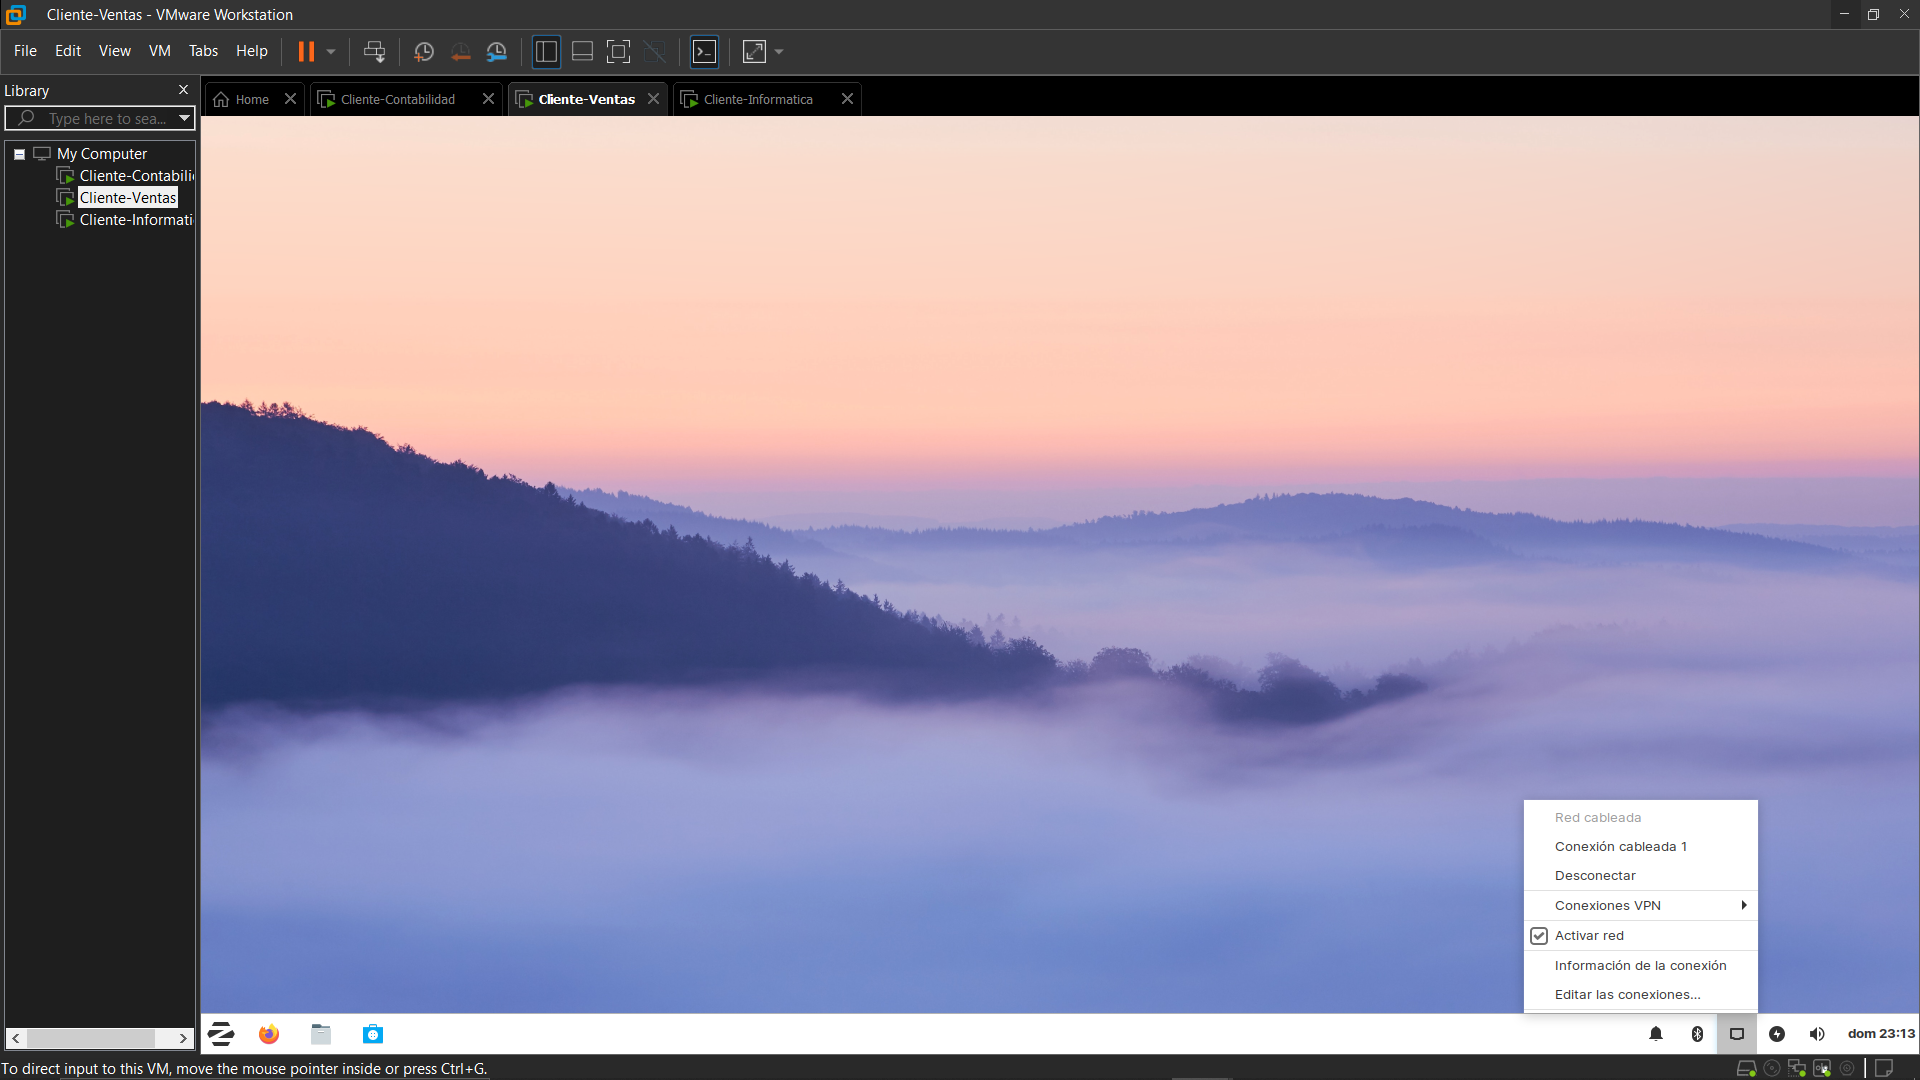 Cliente-Ventas - VMware Workstation
File Edit View VM Tabs Help
Library
Type here to sea...
My Computer
Cliente-Contabili
Cliente-Ventas
Cliente-Informati
Home
Cliente-Contabilidad
Cliente-Ventas
Cliente-Informatica
Red cableada
Conexión cableada 1
Desconectar
Conexiones VPN
Activar red
Información de la conexión
Editar las conexiones...
dom 23:13
To direct input to this VM, move the mouse pointer inside or press Ctrl+G.